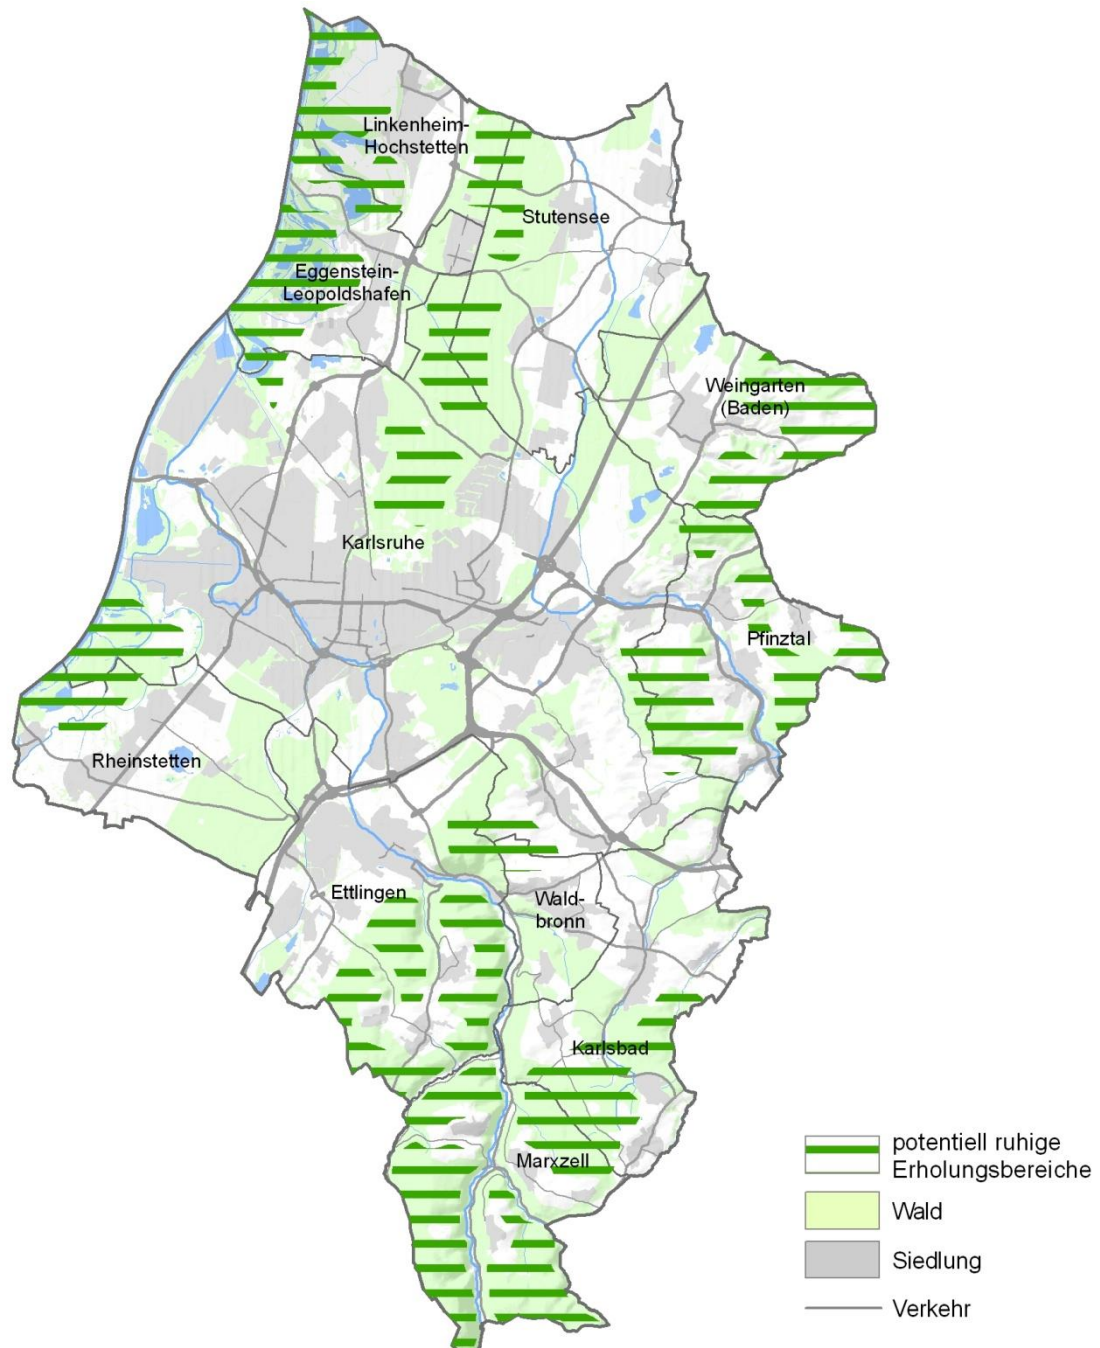 Linkenheim-
Hochstetten
Stutensee
Eggenstein-
Leopoldshafen
Weingarten
(Baden)
Karlsruhe
Pfinztal
Rheinstetten
Ettlingen
Wald-
bronn
Karlsbad
Marxzell
potentiell ruhige
Erholungsbereiche
Wald
Siedlung
Verkehr